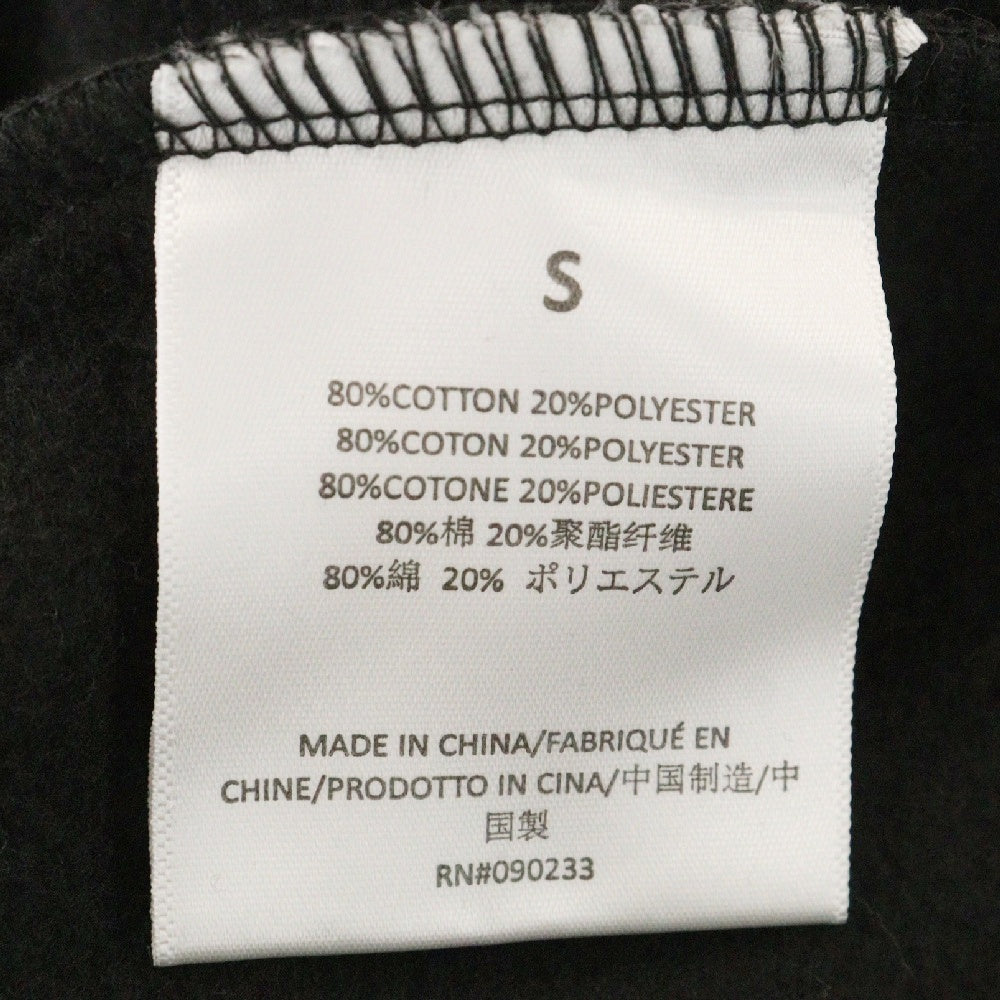 S
80%COTTON 20%POLYESTER
80%COTON 20%POLYESTER
80%COTONE 20%POLIESTERE
80%棉 20%聚酯纤维
80%綿 20% ポリエステル
MADE IN CHINA/FABRIQUÉ EN
CHINE/PRODOTTO IN CINA/中国制造/中
国製
RN#090233